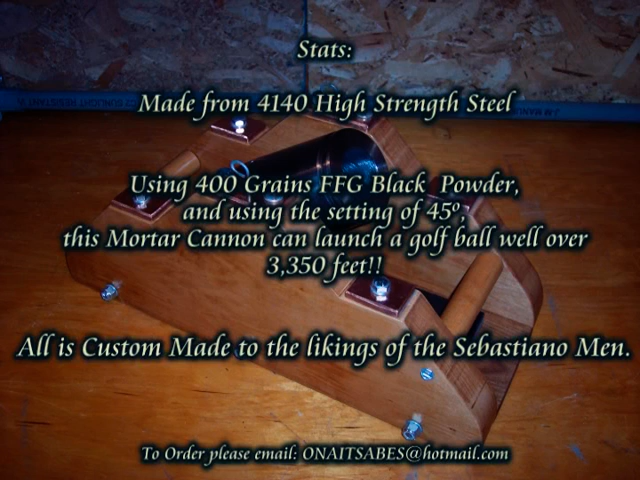 Stats:
Made from 4140 High Strength Steel
Using 400 Grains FFG Black Powder,
and using the setting of 45º,
this Mortar Cannon can launch a golf ball well over
3,350 feet!!
All is Custom Made to the likings of the Sebastiano Men.
To Order please email: ONAITSABES@hotmail.com